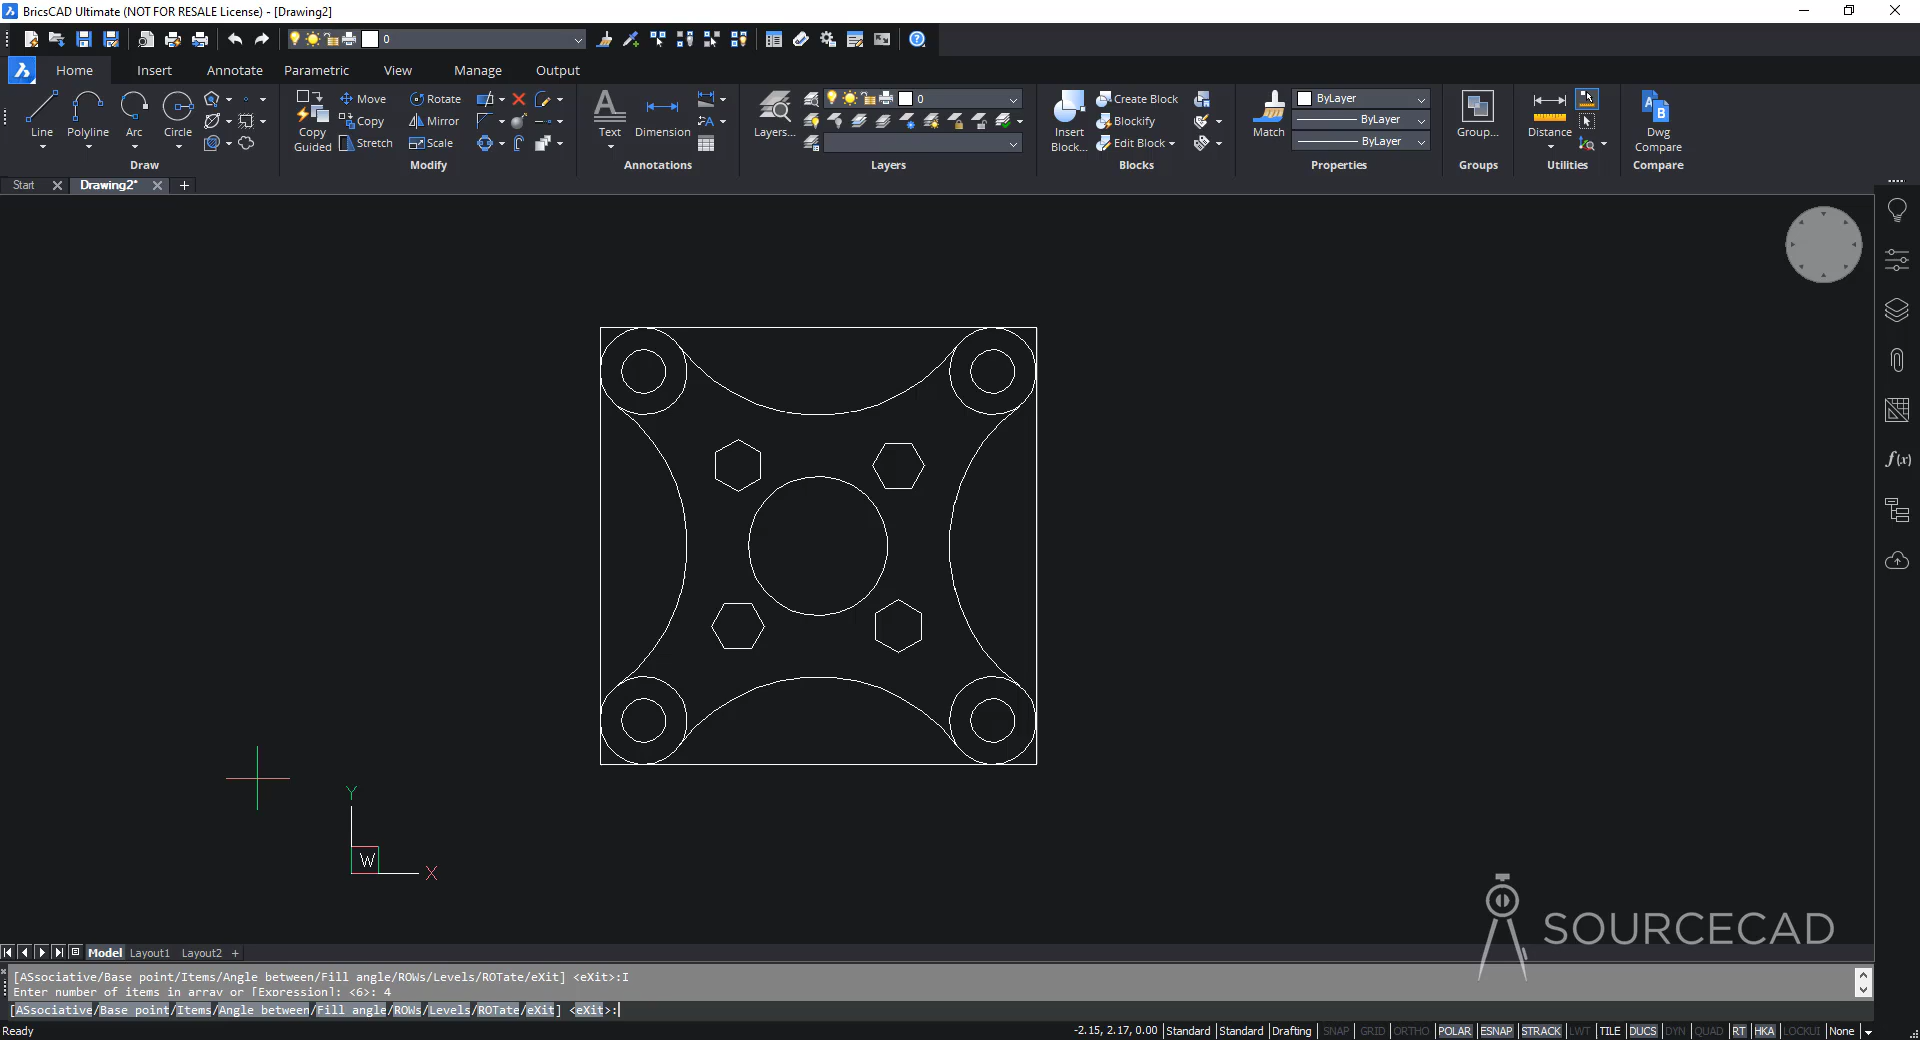 BricsCAD Ultimate (NOT FOR RESALE License) - [Drawing2]
0
Home Insert Annotate Parametric View Manage Output
Line Polyline Arc Circle
Draw
Copy Guided
Move Copy Stretch
Rotate Mirror Scale
Modify
Text Dimension
Annotations
Layers...
0
Layers
Insert Block...
Create Block
Blockify
Edit Block
Blocks
Match
ByLayer
ByLayer
ByLayer
Properties
Group...
Groups
Distance
Utilities
Dwg Compare
Compare
Start Drawing2*
f(x)
Y
W
X
SOURCECAD
Model Layout1 Layout2 +
[ASsociative/Base point/Items/Angle between/Fill angle/ROWs/Levels/ROTate/eXit] <eXit>:I
Enter number of items in array or [Expression]: <6>: 4
[ASsociative/Base point/Items/Angle between/Fill angle/ROWs/Levels/ROTate/eXit] <eXit>:
Ready
-2.15, 2.17, 0.00 Standard Standard Drafting SNAP GRID ORTHO POLAR ESNAP STRACK LWT TILE DUCS DYN QUAD RT HKA LOCKUI None